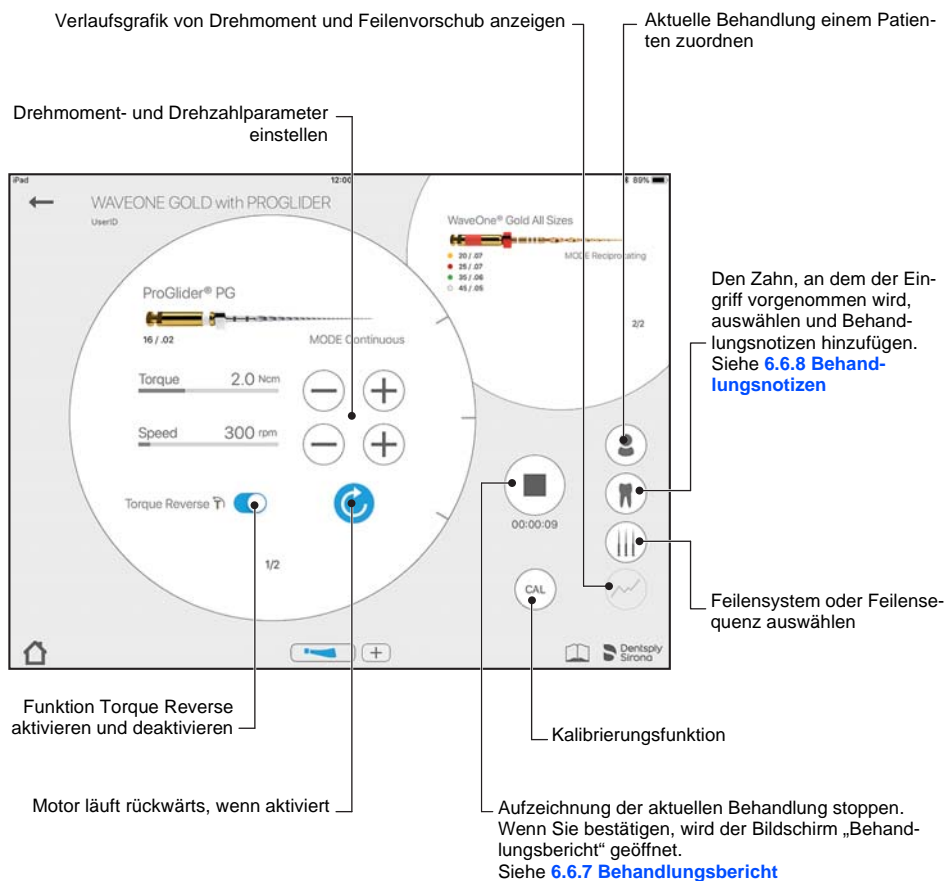 Verlaufsgrafik von Drehmoment und Feilenvorschub anzeigen
Aktuelle Behandlung einem Patien-
ten zuordnen
Drehmoment- und Drehzahlparameter
einstellen
iPad
12:00
89%
WAVEONE GOLD with PROGLIDER
UserID
WaveOne® Gold All Sizes
20 / .07
25 / .07
35 / .06
45 / .05
MODE Reciprocating
2/2
ProGlider® PG
16 / .02
MODE Continuous
Torque 2.0 Ncm
Speed 300 rpm
Torque Reverse
1/2
00:00:09
CAL
Dentsply
Sirona
Den Zahn, an dem der Ein-
griff vorgenommen wird,
auswählen und Behand-
lungsnotizen hinzufügen.
Siehe 6.6.8 Behand-
lungsnotizen
Feilensystem oder Feilense-
quenz auswählen
Funktion Torque Reverse
aktivieren und deaktivieren
Kalibrierungsfunktion
Motor läuft rückwärts, wenn aktiviert
Aufzeichnung der aktuellen Behandlung stoppen.
Wenn Sie bestätigen, wird der Bildschirm „Behand-
lungsbericht“ geöffnet.
Siehe 6.6.7 Behandlungsbericht